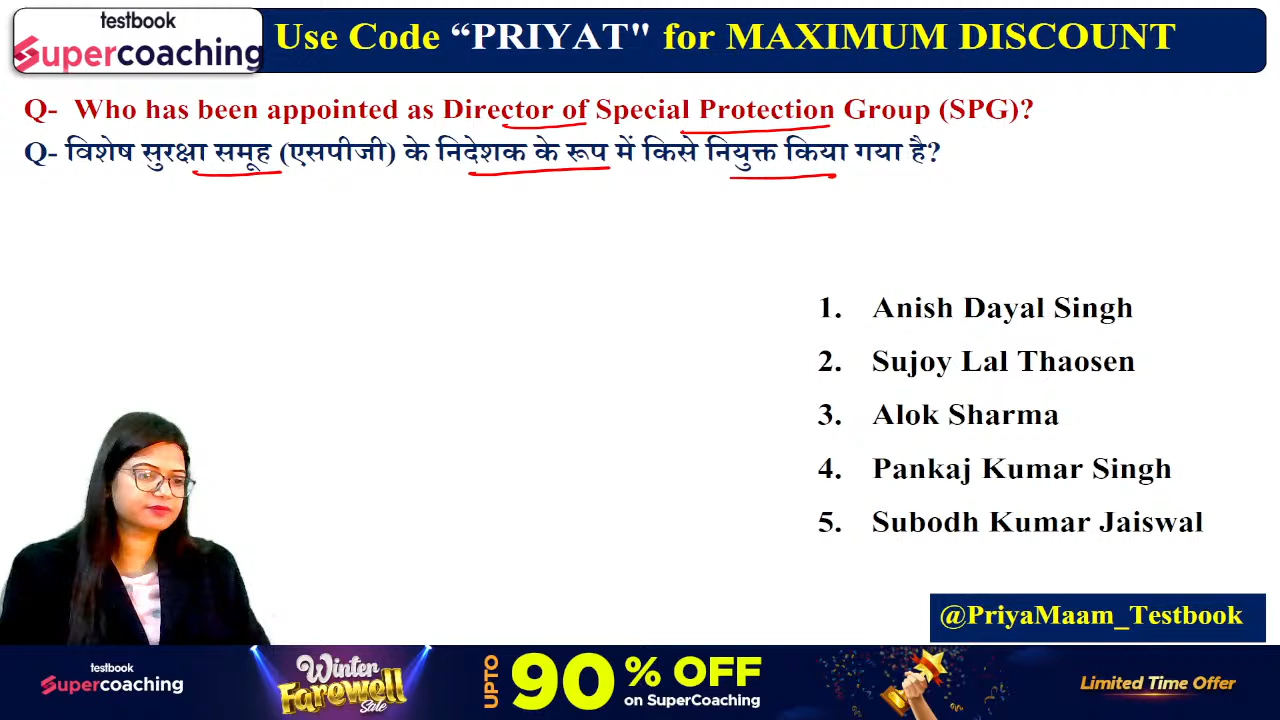 testbook
Supercoaching
Use Code “PRIYAT" for MAXIMUM DISCOUNT
Q- Who has been appointed as Director of Special Protection Group (SPG)?
Q- विशेष सुरक्षा समूह (एसपीजी) के निदेशक के रूप में किसे नियुक्त किया गया है?
1. Anish Dayal Singh
2. Sujoy Lal Thaosen
3. Alok Sharma
4. Pankaj Kumar Singh
5. Subodh Kumar Jaiswal
@PriyaMaam_Testbook
testbook
Supercoaching
Winter
Farewell
Sale
UPTO 90% OFF
on SuperCoaching
Limited Time Offer